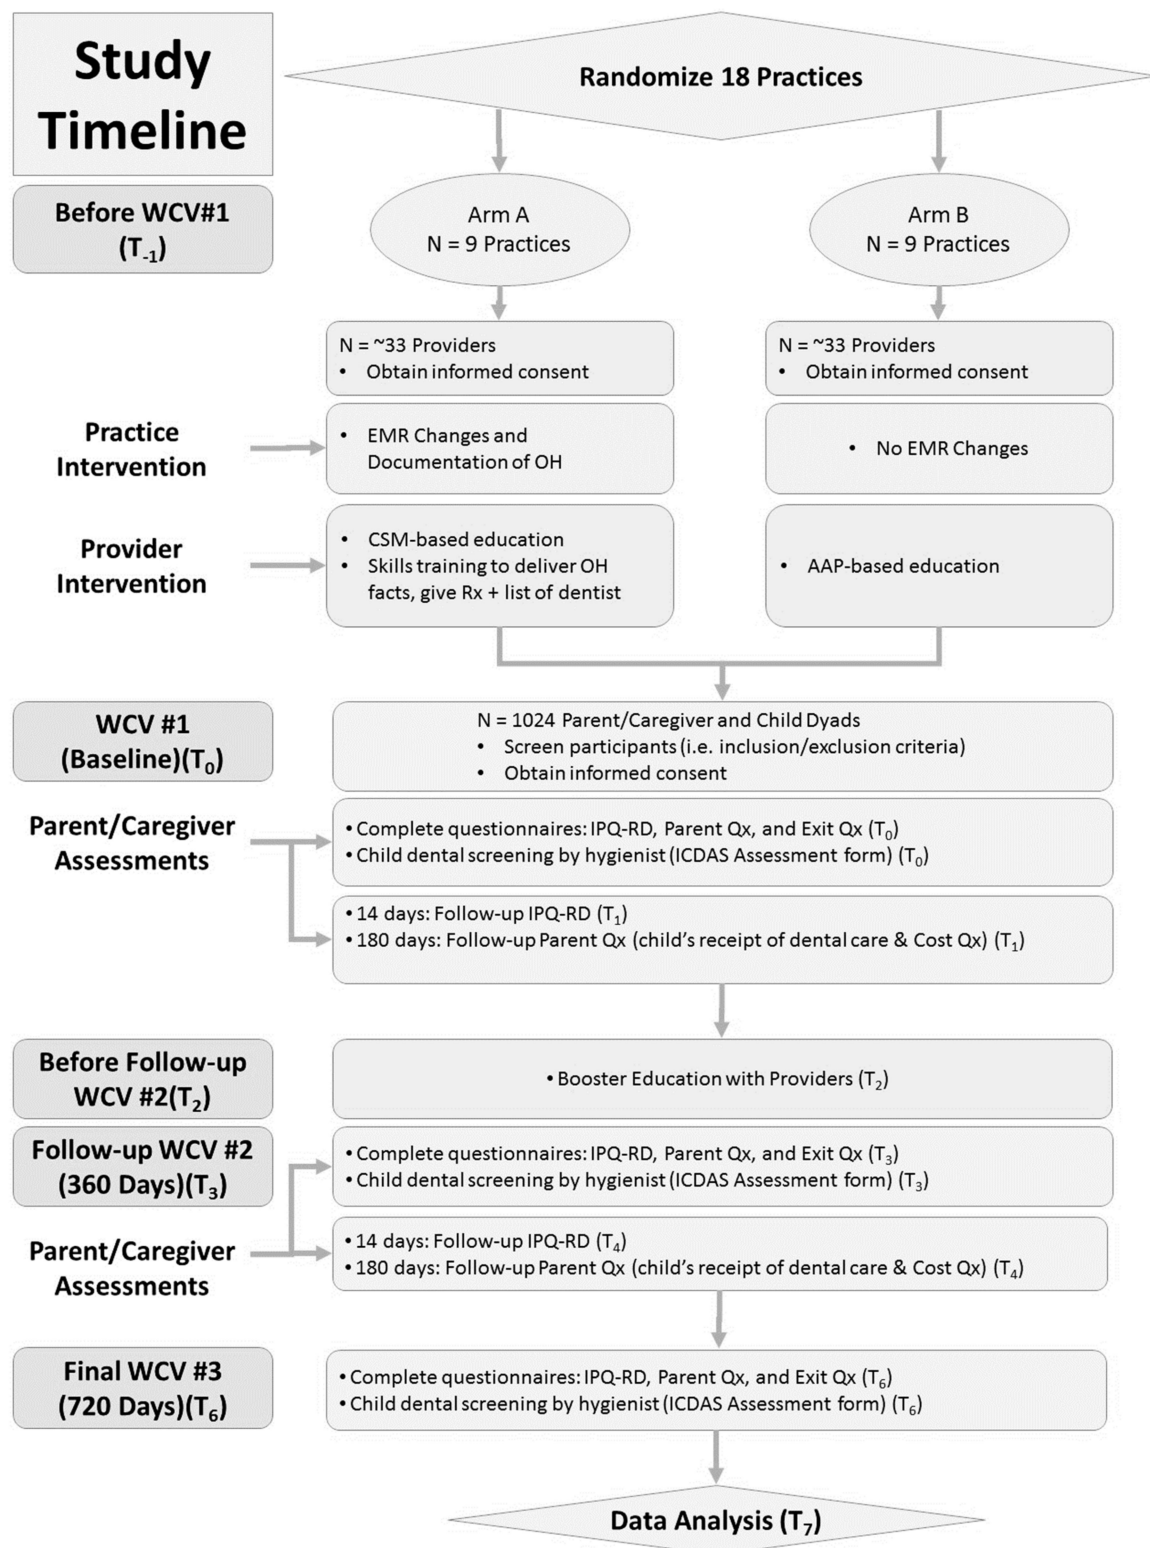 Study
Timeline
Randomize 18 Practices
Before WCV#1
(T-1)
Arm A
N = 9 Practices
Arm B
N = 9 Practices
N = ~33 Providers
• Obtain informed consent
N = ~33 Providers
• Obtain informed consent
Practice
Intervention
• EMR Changes and
Documentation of OH
• No EMR Changes
Provider
Intervention
• CSM-based education
• Skills training to deliver OH
facts, give Rx + list of dentist
• AAP-based education
WCV #1
(Baseline)(T0)
N = 1024 Parent/Caregiver and Child Dyads
• Screen participants (i.e. inclusion/exclusion criteria)
• Obtain informed consent
Parent/Caregiver
Assessments
• Complete questionnaires: IPQ-RD, Parent Qx, and Exit Qx (T0)
• Child dental screening by hygienist (ICDAS Assessment form) (T0)
• 14 days: Follow-up IPQ-RD (T1)
• 180 days: Follow-up Parent Qx (child's receipt of dental care & Cost Qx) (T1)
Before Follow-up
WCV #2(T2)
• Booster Education with Providers (T2)
Follow-up WCV #2
(360 Days)(T3)
• Complete questionnaires: IPQ-RD, Parent Qx, and Exit Qx (T3)
• Child dental screening by hygienist (ICDAS Assessment form) (T3)
Parent/Caregiver
Assessments
• 14 days: Follow-up IPQ-RD (T4)
• 180 days: Follow-up Parent Qx (child's receipt of dental care & Cost Qx) (T4)
Final WCV #3
(720 Days)(T6)
• Complete questionnaires: IPQ-RD, Parent Qx, and Exit Qx (T6)
• Child dental screening by hygienist (ICDAS Assessment form) (T6)
Data Analysis (T7)